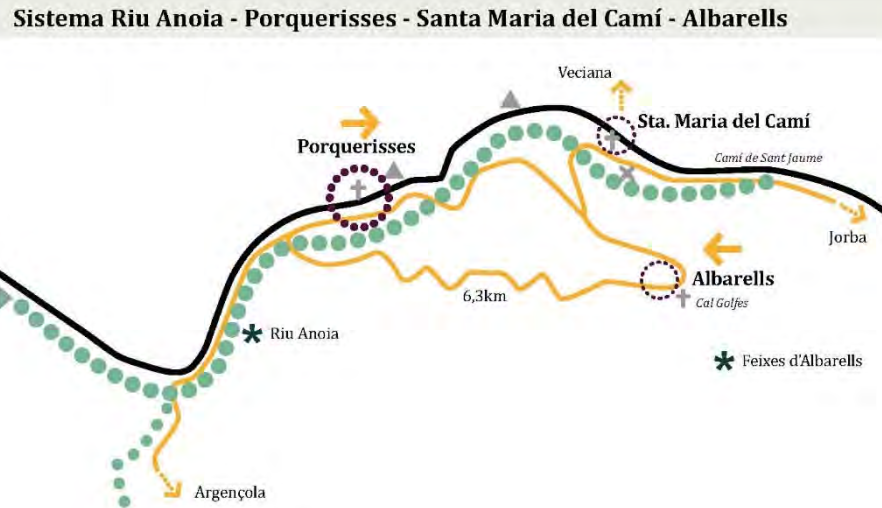 Sistema Riu Anoia - Porquerisses - Santa Maria del Camí - Albarells
Veciana
Sta. Maria del Camí
Porquerisses
Camí de Sant Jaume
Jorba
Albarells
6,3km
Cal Golfes
Riu Anoia
Feixes d'Albarells
Argençola